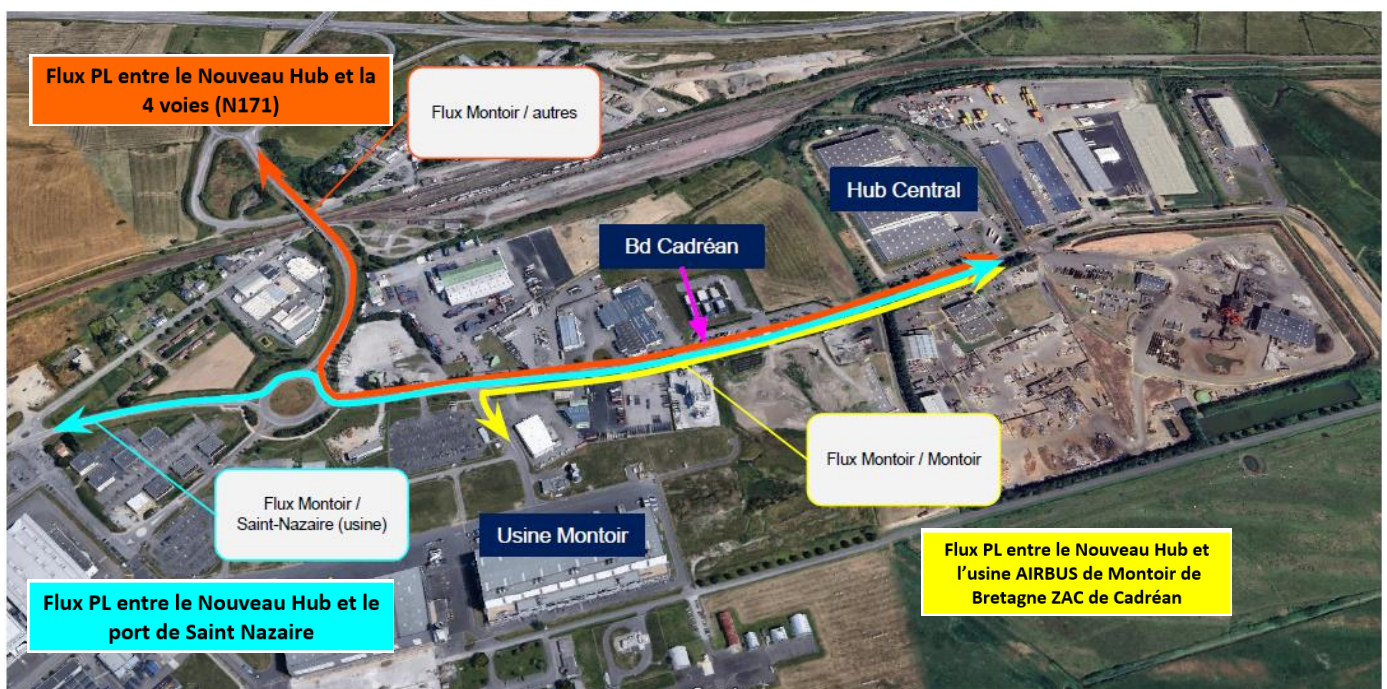 Flux PL entre le Nouveau Hub et la
4 voies (N171)
Flux Montoir / autres
Hub Central
Bd Cadréan
Flux Montoir / Montoir
Flux Montoir /
Saint-Nazaire (usine)
Usine Montoir
Flux PL entre le Nouveau Hub et
l’usine AIRBUS de Montoir de
Bretagne ZAC de Cadréan
Flux PL entre le Nouveau Hub et le
port de Saint Nazaire